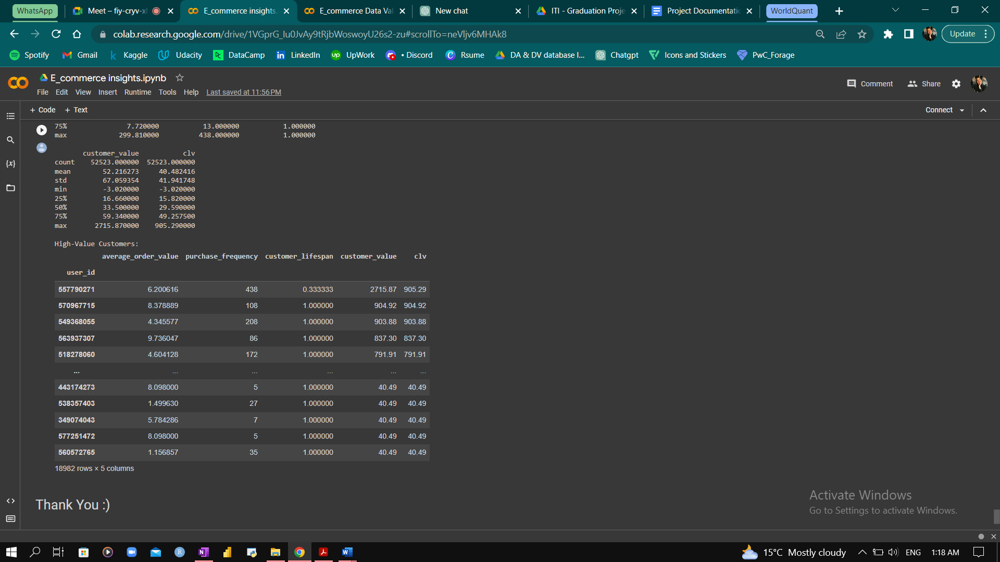 WhatsApp
Meet – fiy-cryv-x
E_commerce insights.
E_commerce Data Val
New chat
ITI - Graduation Proje
Project Documentatic
WorldQuant
colab.research.google.com/drive/1VGprG_Iu0JvAy9tRjbWoswoyU26s2-zu#scrollTo=neVljv6MHAk8
Update
Spotify
Gmail
Kaggle
Udacity
DataCamp
LinkedIn
UpWork
• Discord
Rsume
DA & DV database I...
Chatgpt
Icons and Stickers
PwC_Forage
E_commerce insights.ipynb
Comment
Share
File Edit View Insert Runtime Tools Help Last saved at 11:56 PM
+ Code + Text
Connect
75% 7.720000 13.000000 1.000000
max 299.810000 438.000000 1.000000
customer_value clv
count 52523.000000 52523.000000
mean 52.216273 40.482416
std 67.059354 41.941748
min -3.020000 -3.020000
25% 16.660000 15.820000
50% 33.500000 29.590000
75% 59.340000 49.257500
max 2715.870000 905.290000
High-Value Customers:
average_order_value purchase_frequency customer_lifespan customer_value clv
user_id
557790271 6.200616 438 0.333333 2715.87 905.29
570967715 8.378889 108 1.000000 904.92 904.92
549368055 4.345577 208 1.000000 903.88 903.88
563937307 9.736047 86 1.000000 837.30 837.30
518278060 4.604128 172 1.000000 791.91 791.91
... ... ... ... ... ...
443174273 8.098000 5 1.000000 40.49 40.49
538357403 1.499630 27 1.000000 40.49 40.49
349074043 5.784286 7 1.000000 40.49 40.49
577251472 8.098000 5 1.000000 40.49 40.49
560572765 1.156857 35 1.000000 40.49 40.49
18982 rows × 5 columns
Thank You :)
Activate Windows
Go to Settings to activate Windows.
15°C Mostly cloudy
ENG
1:18 AM